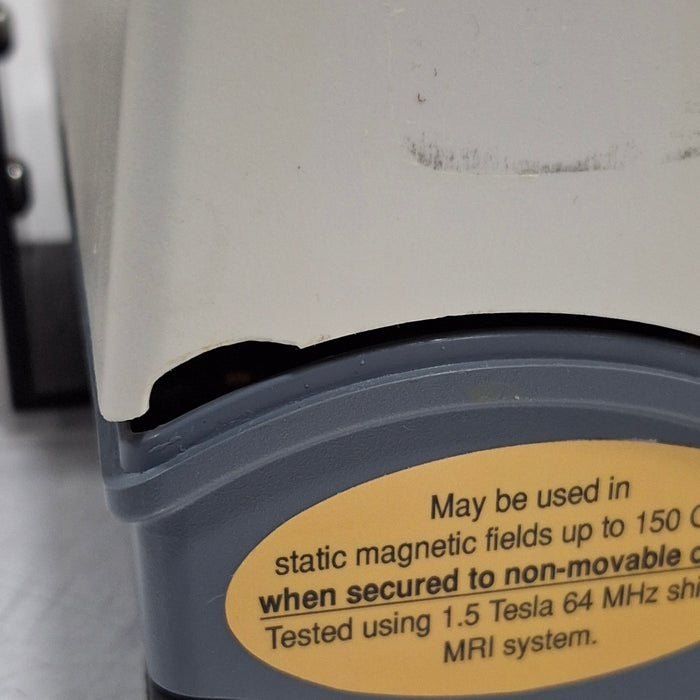 May be used in
static magnetic fields up to 150
when secured to non-movable
Tested using 1.5 Tesla 64 MHz
MRI system.